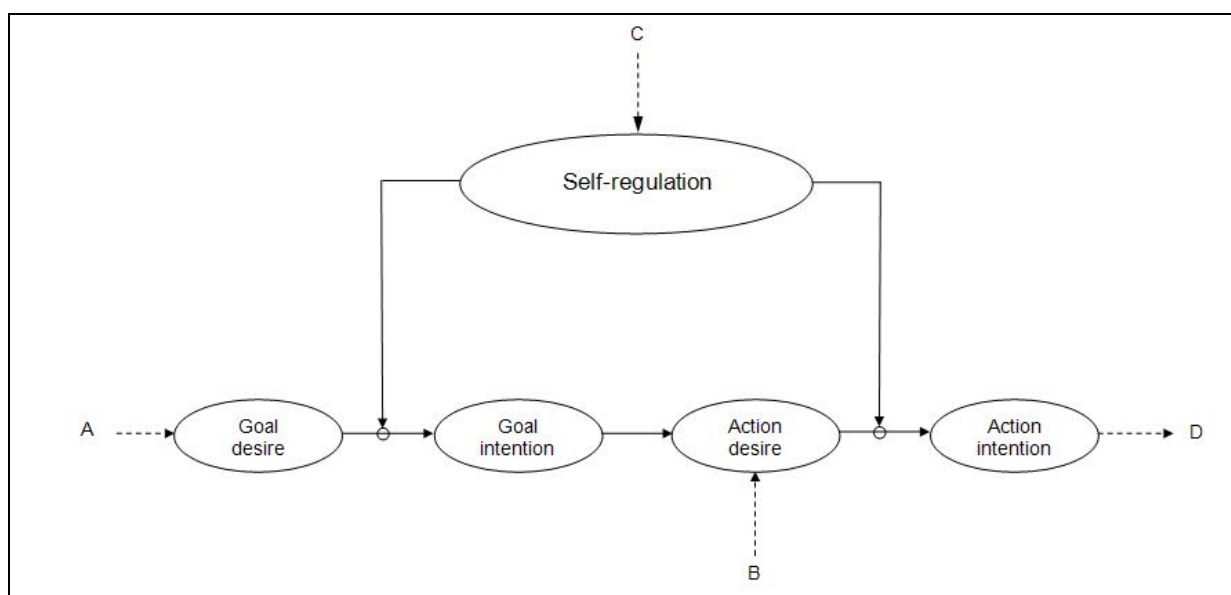 C
Self-regulation
A
Goal
desire
Goal
intention
Action
desire
Action
intention
D
B